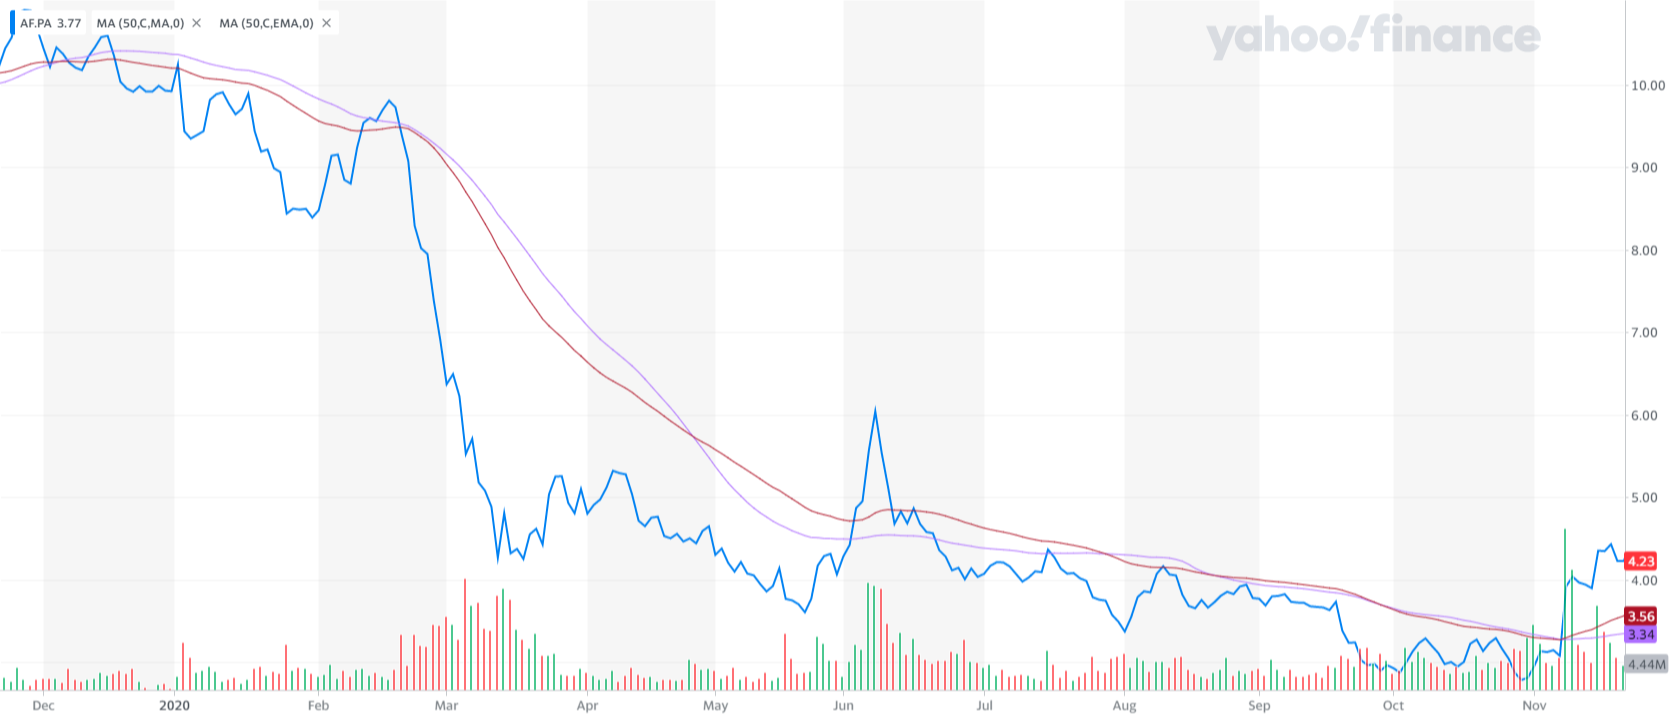 AF.PA 3.77 MA (50,C,MA,0) × MA (50,C,EMA,0) ×
yahoo!finance
10.00
9.00
8.00
7.00
6.00
5.00
4.23
4.00
3.56
3.34
4.44M
Dec 2020 Feb Mar Apr May Jun Jul Aug Sep Oct Nov